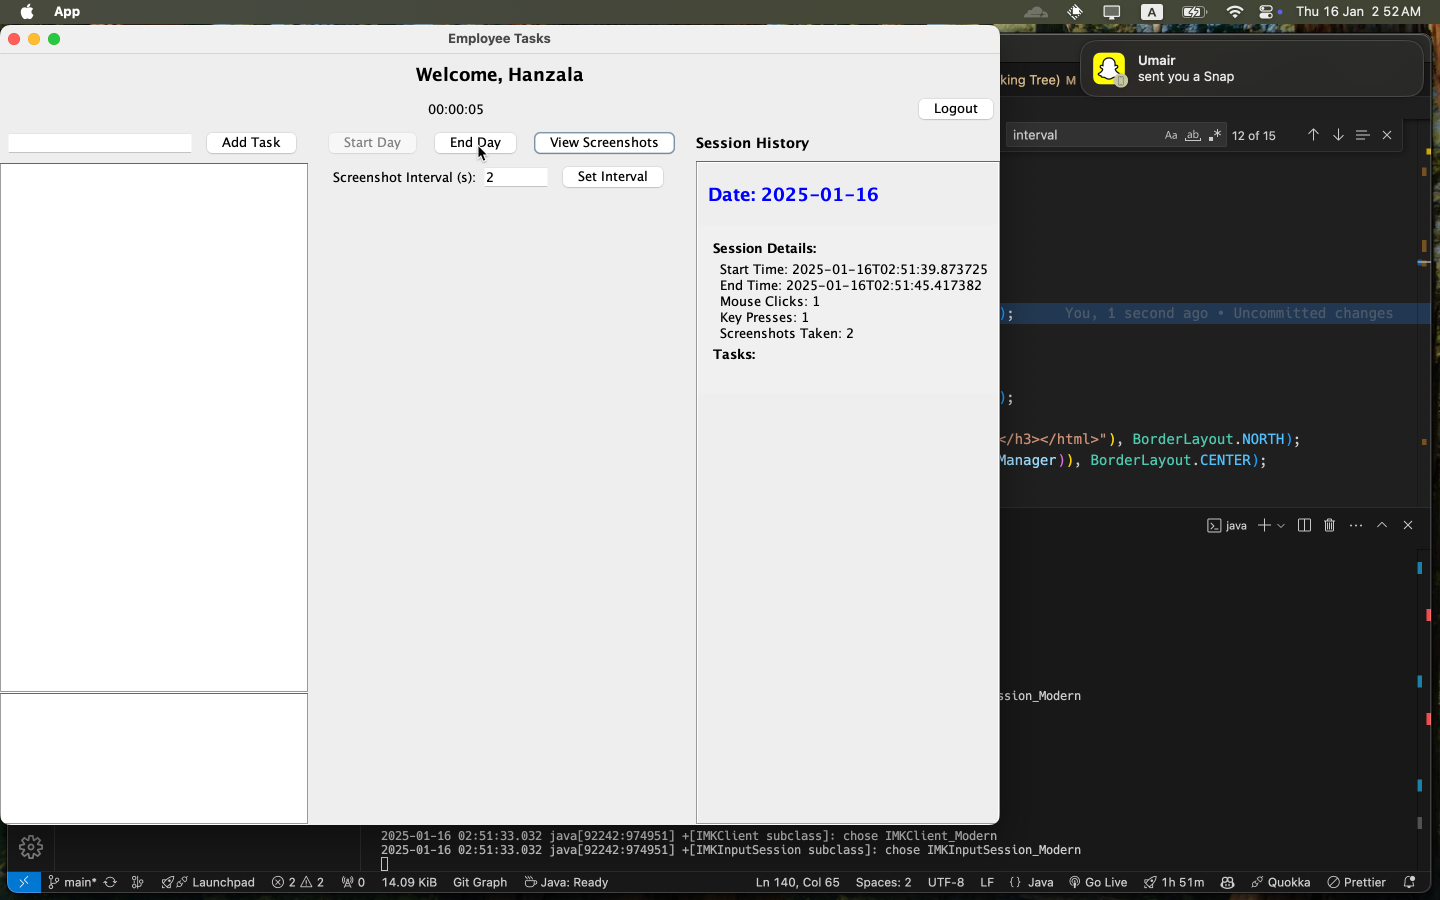 App
A
Thu 16 Jan 2 52 AM
Employee Tasks
Welcome, Hanzala
00:00:05
Logout
Add Task
Start Day
End Day
View Screenshots
Session History
Screenshot Interval (s): 2
Set Interval
Date: 2025-01-16
Session Details:
Start Time: 2025-01-16T02:51:39.873725
End Time: 2025-01-16T02:51:45.417382
Mouse Clicks: 1
Key Presses: 1
Screenshots Taken: 2
Tasks:
Umair
sent you a Snap
king Tree) M
interval
Aa ab
12 of 15
); You, 1 second ago • Uncommitted changes
);
</h3></html>"), BorderLayout.NORTH);
Manager)), BorderLayout.CENTER);
java
ssion_Modern
2025-01-16 02:51:33.032 java[92242:974951] +[IMKClient subclass]: chose IMKClient_Modern
2025-01-16 02:51:33.032 java[92242:974951] +[IMKInputSession subclass]: chose IMKInputSession_Modern
main* Launchpad 2 2 0 14.09 KiB Git Graph Java: Ready Ln 140, Col 65 Spaces: 2 UTF-8 LF {} Java Go Live 1h 51m Quokka Prettier